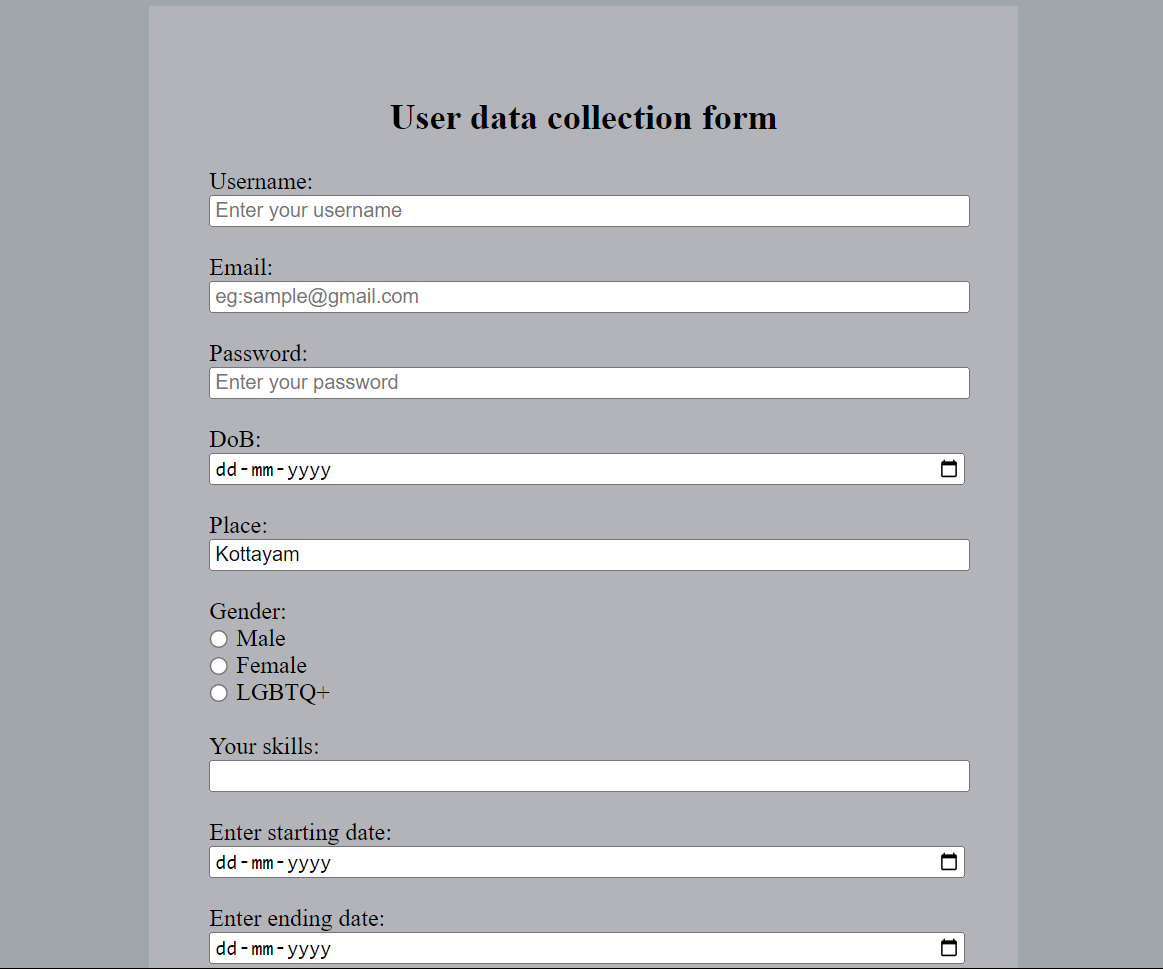 User data collection form
Username:
Enter your username
Email:
eg:sample@gmail.com
Password:
Enter your password
DoB:
dd-mm-yyyy
Place:
Kottayam
Gender:
Male
Female
LGBTQ+
Your skills:
Enter starting date:
dd-mm-yyyy
Enter ending date:
dd-mm-yyyy